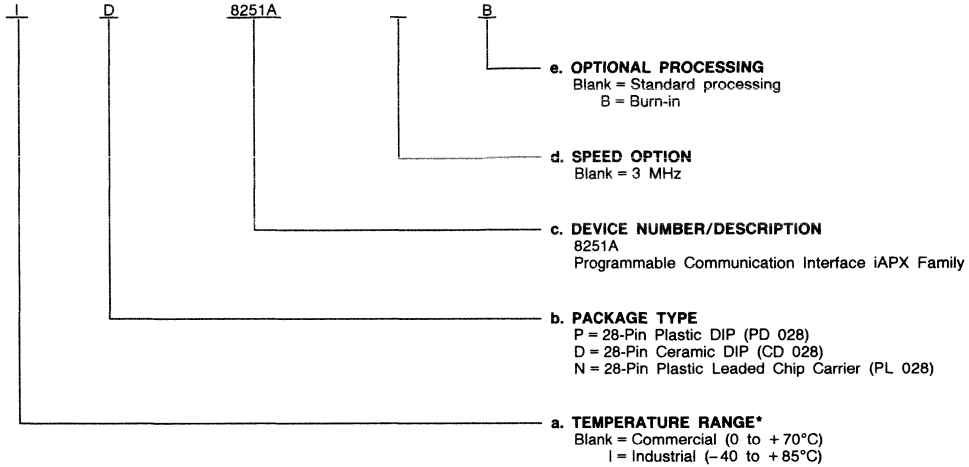 I D 8251A – B
e. OPTIONAL PROCESSING
Blank = Standard processing
B = Burn-in
d. SPEED OPTION
Blank = 3 MHz
c. DEVICE NUMBER/DESCRIPTION
8251A
Programmable Communication Interface iAPX Family
b. PACKAGE TYPE
P = 28-Pin Plastic DIP (PD 028)
D = 28-Pin Ceramic DIP (CD 028)
N = 28-Pin Plastic Leaded Chip Carrier (PL 028)
a. TEMPERATURE RANGE*
Blank = Commercial (0 to +70°C)
I = Industrial (–40 to +85°C)